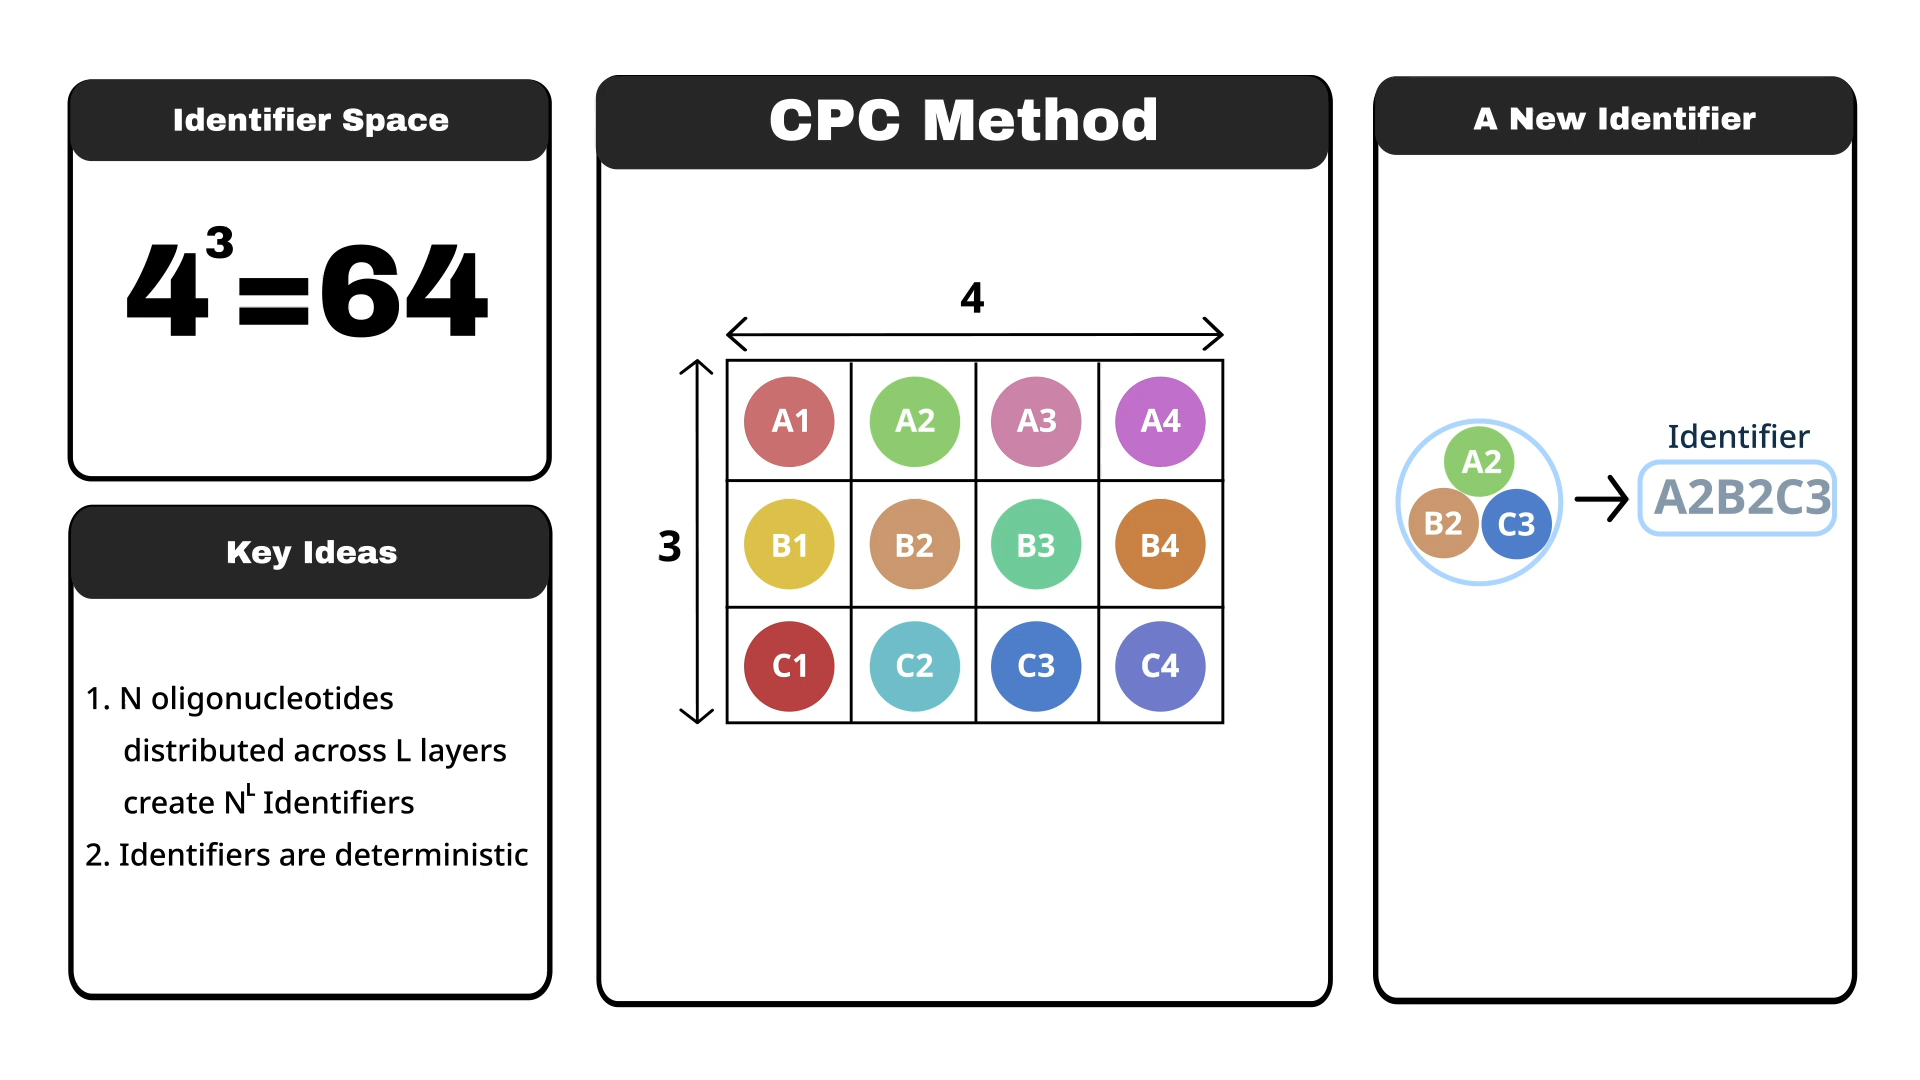 Identifier Space
4³=64
Key Ideas
1. N oligonucleotides
distributed across L layers
create Nᴸ Identifiers
2. Identifiers are deterministic
CPC Method
4
3
A1 A2 A3 A4
B1 B2 B3 B4
C1 C2 C3 C4
A New Identifier
A2
B2 C3
Identifier
A2B2C3